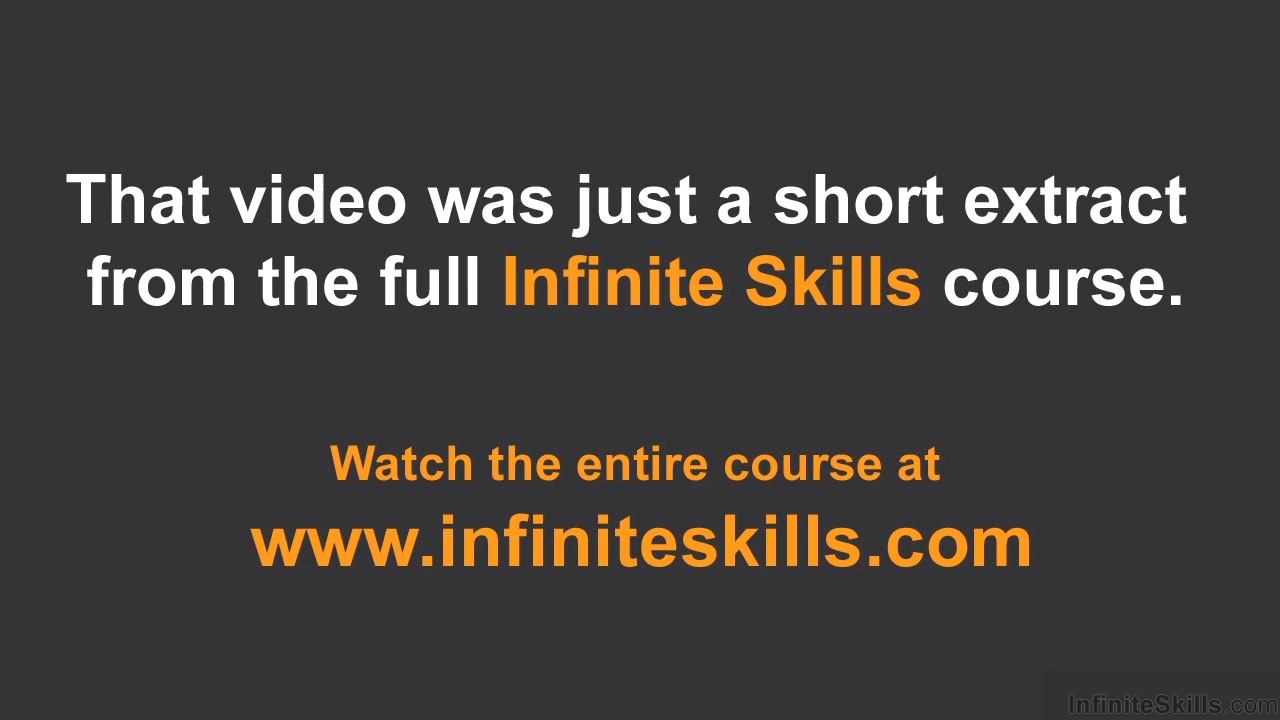 That video was just a short extract
from the full Infinite Skills course.
Watch the entire course at
www.infiniteskills.com
InfiniteSkills.com